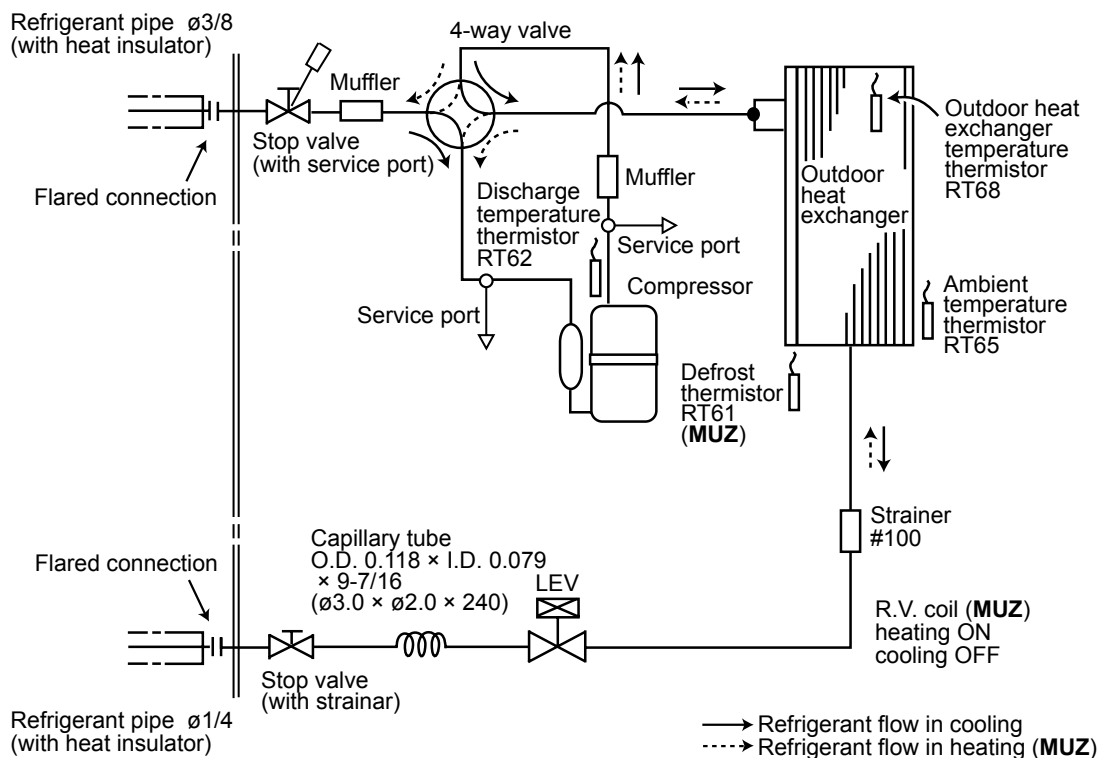 Refrigerant pipe ø3/8
(with heat insulator)
4-way valve
Muffler
Stop valve
(with service port)
Flared connection
Outdoor heat
exchanger
temperature
thermistor
RT68
Outdoor
heat
exchanger
Muffler
Discharge
temperature
thermistor
RT62
Service port
Compressor
Service port
Ambient
temperature
thermistor
RT65
Defrost
thermistor
RT61
(MUZ)
Strainer
#100
Capillary tube
O.D. 0.118 × I.D. 0.079
× 9-7/16
(ø3.0 × ø2.0 × 240)
LEV
Flared connection
R.V. coil (MUZ)
heating ON
cooling OFF
Stop valve
(with strainar)
Refrigerant pipe ø1/4
(with heat insulator)
Refrigerant flow in cooling
Refrigerant flow in heating (MUZ)